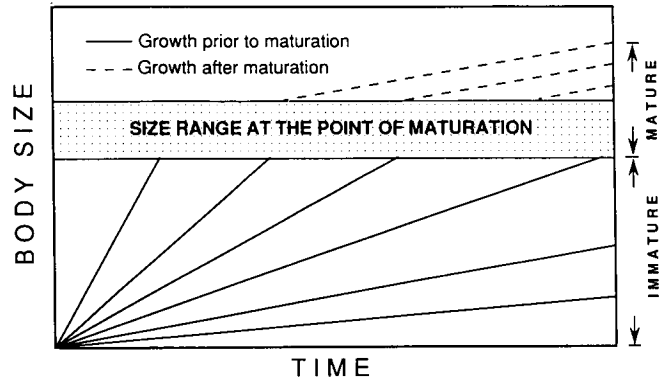 Growth prior to maturation
Growth after maturation
SIZE RANGE AT THE POINT OF MATURATION
BODY SIZE
TIME
MATURE
IMMATURE